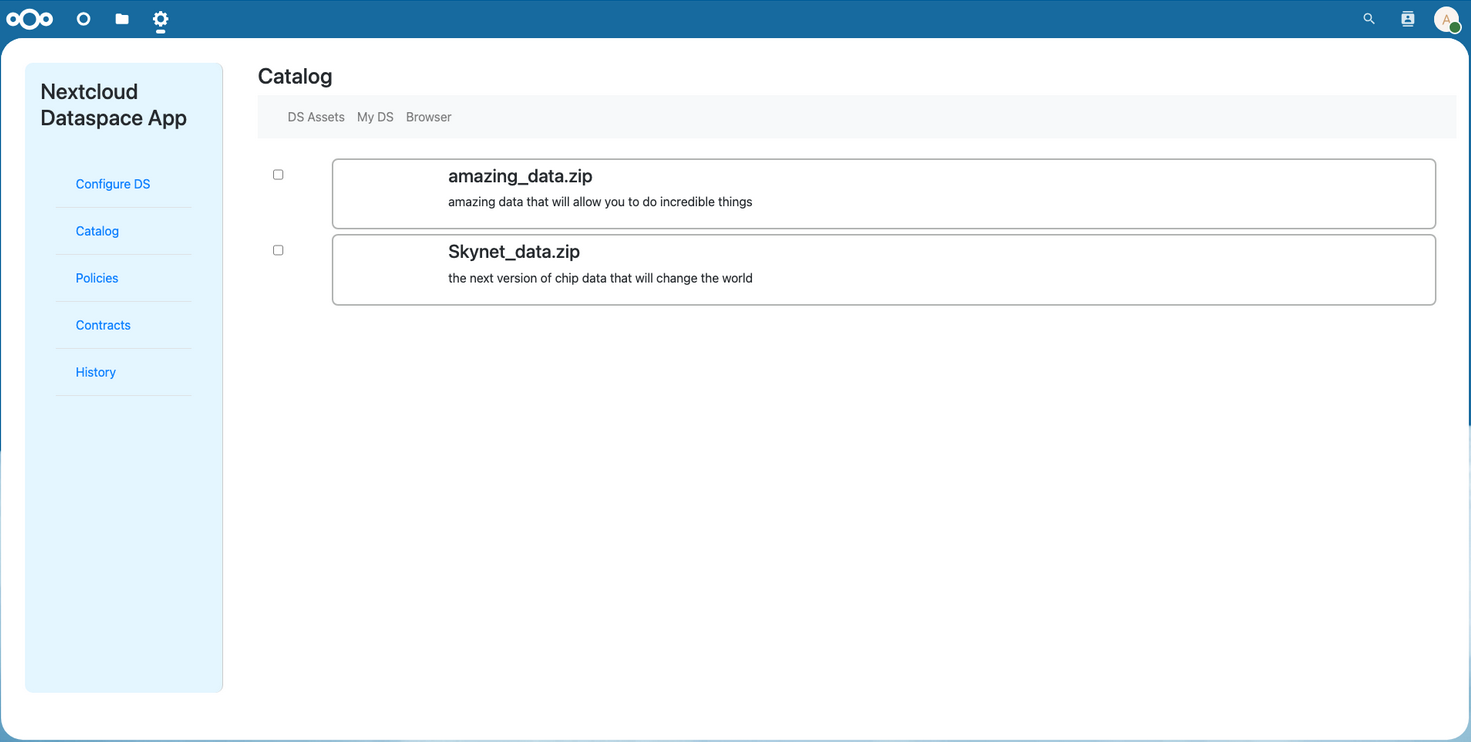 A
Nextcloud
Dataspace App
Configure DS
Catalog
Policies
Contracts
History
Catalog
DS Assets My DS Browser
amazing_data.zip
amazing data that will allow you to do incredible things
Skynet_data.zip
the next version of chip data that will change the world